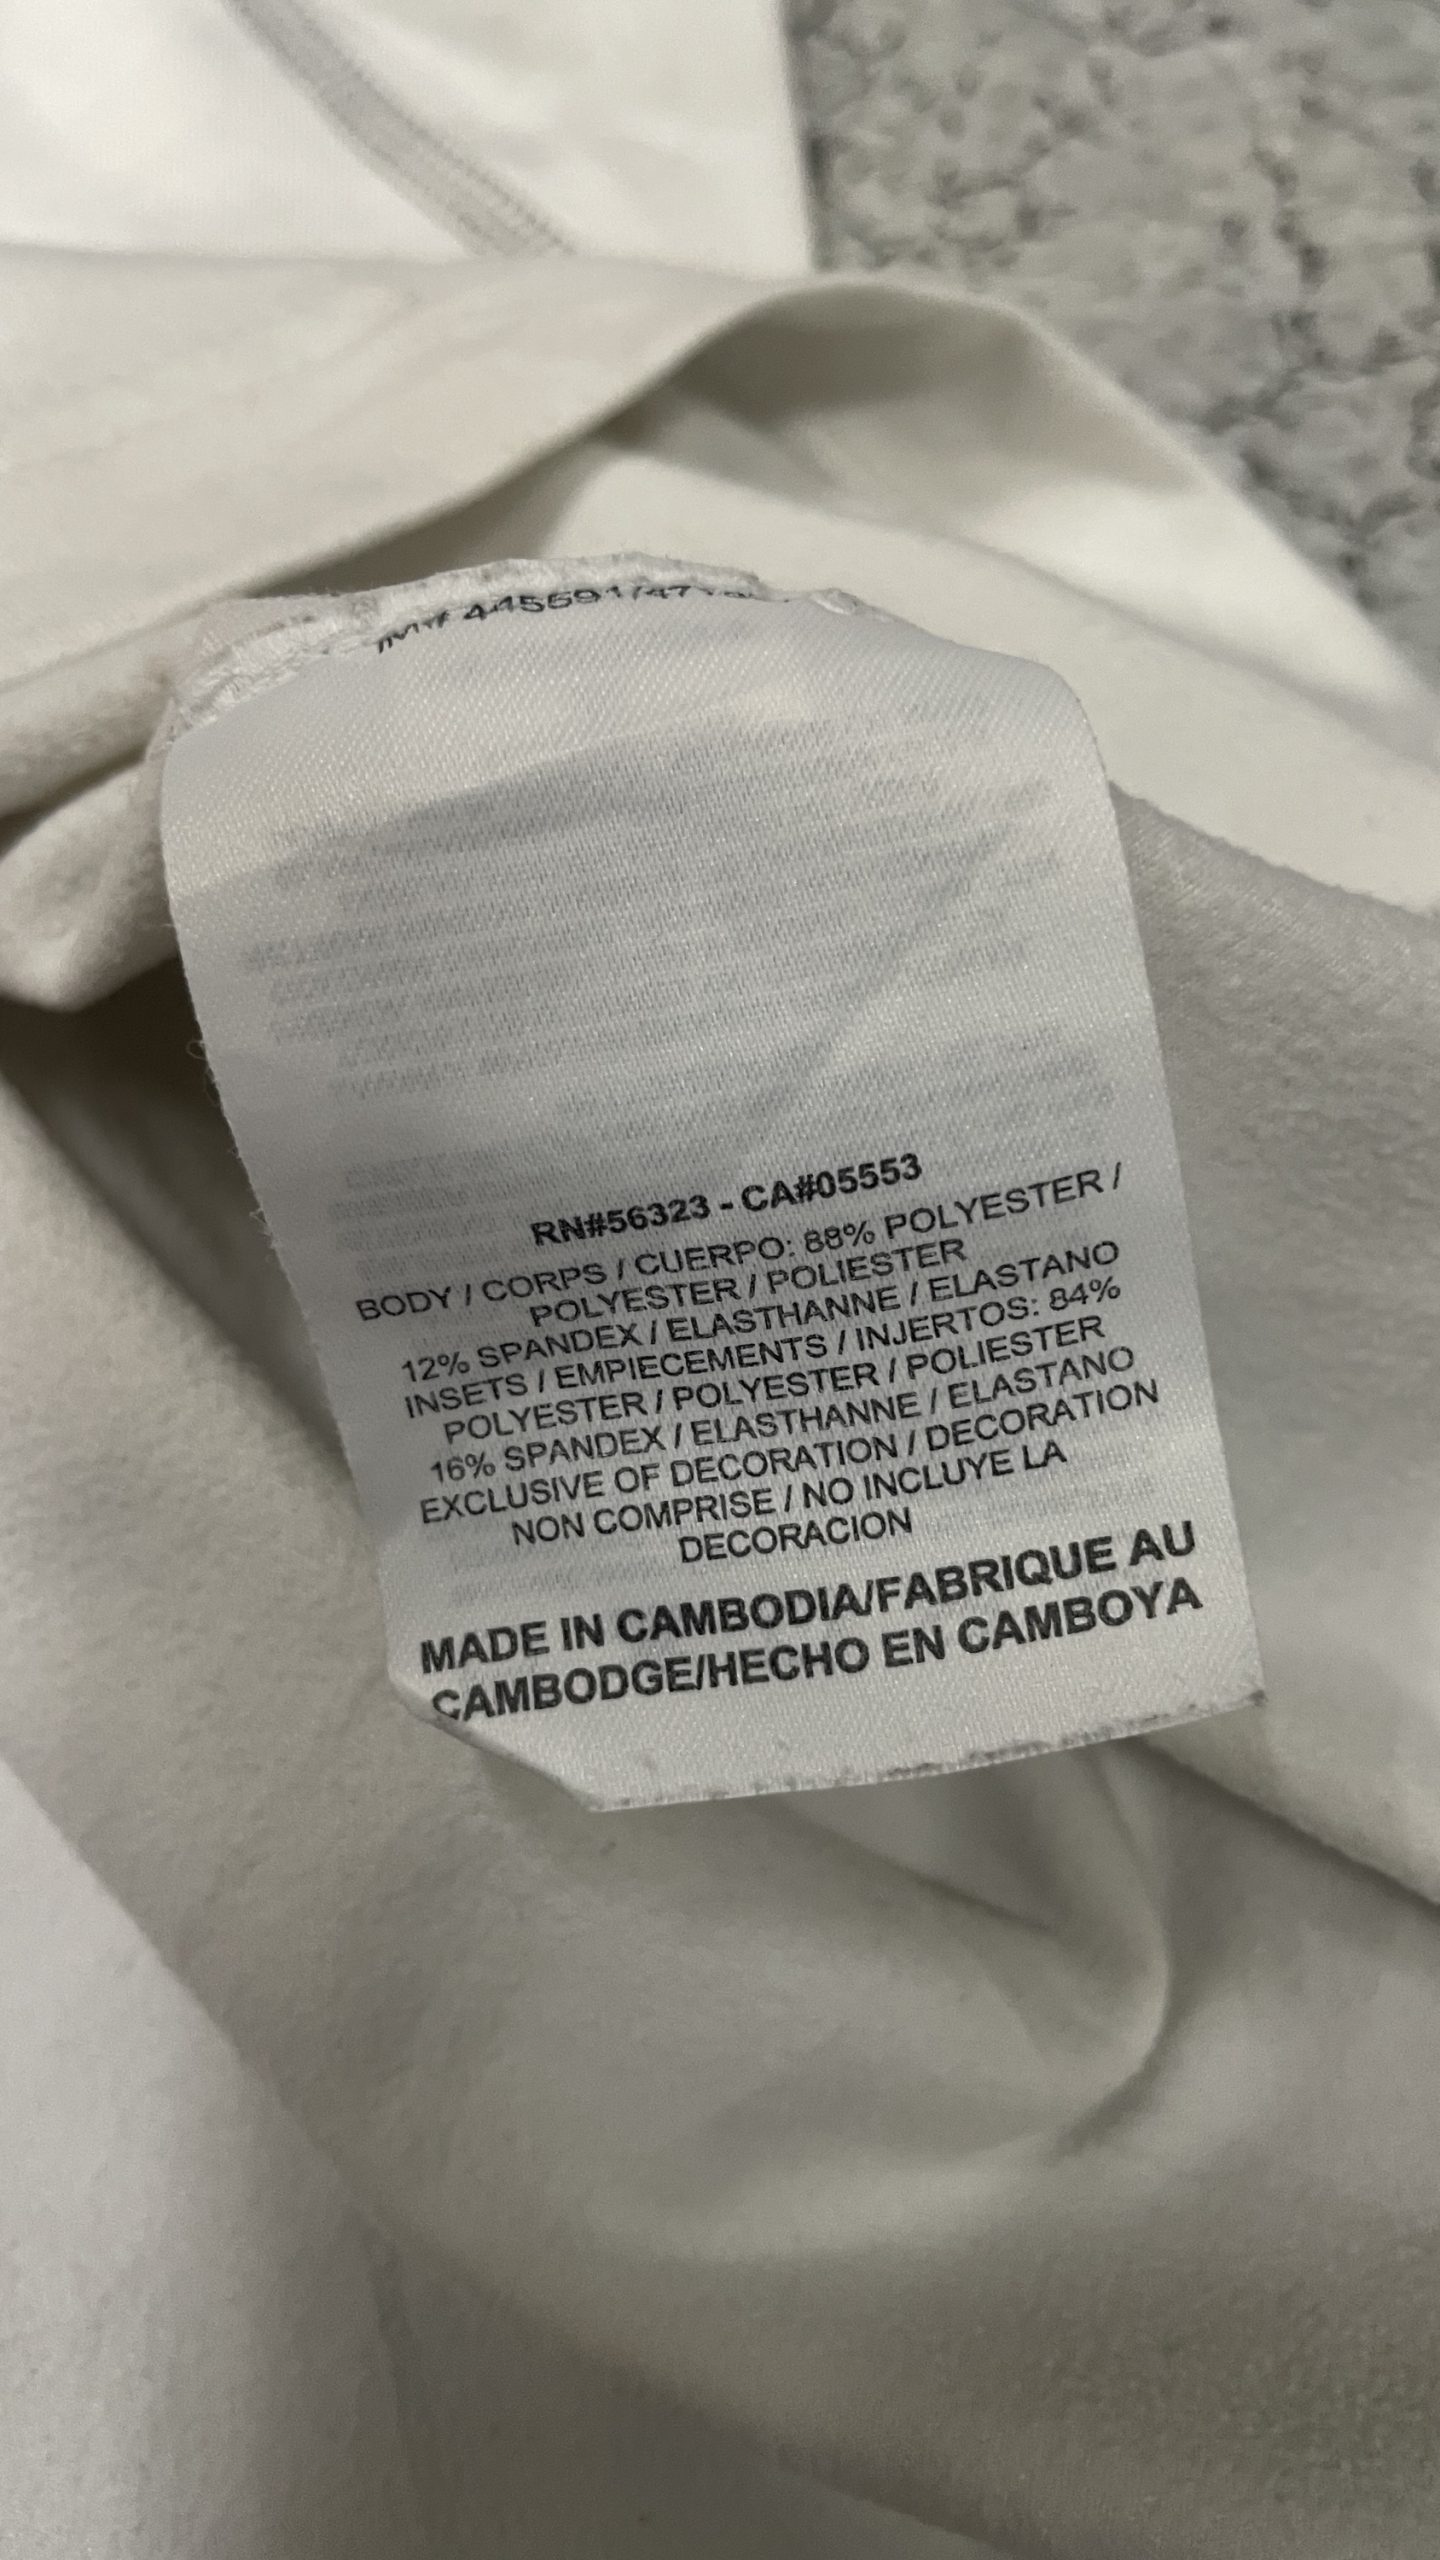 RN#56323 - CA#05553
BODY / CORPS / CUERPO: 88% POLYESTER /
POLYESTER / POLIESTER
12% SPANDEX / ELASTHANNE / ELASTANO
INSETS / EMPIECEMENTS / INJERTOS: 84%
POLYESTER / POLYESTER / POLIESTER
16% SPANDEX / ELASTHANNE / ELASTANO
EXCLUSIVE OF DECORATION / DECORATION
NON COMPRISE / NO INCLUYE LA
DECORACION
MADE IN CAMBODIA/FABRIQUE AU
CAMBODGE/HECHO EN CAMBOYA